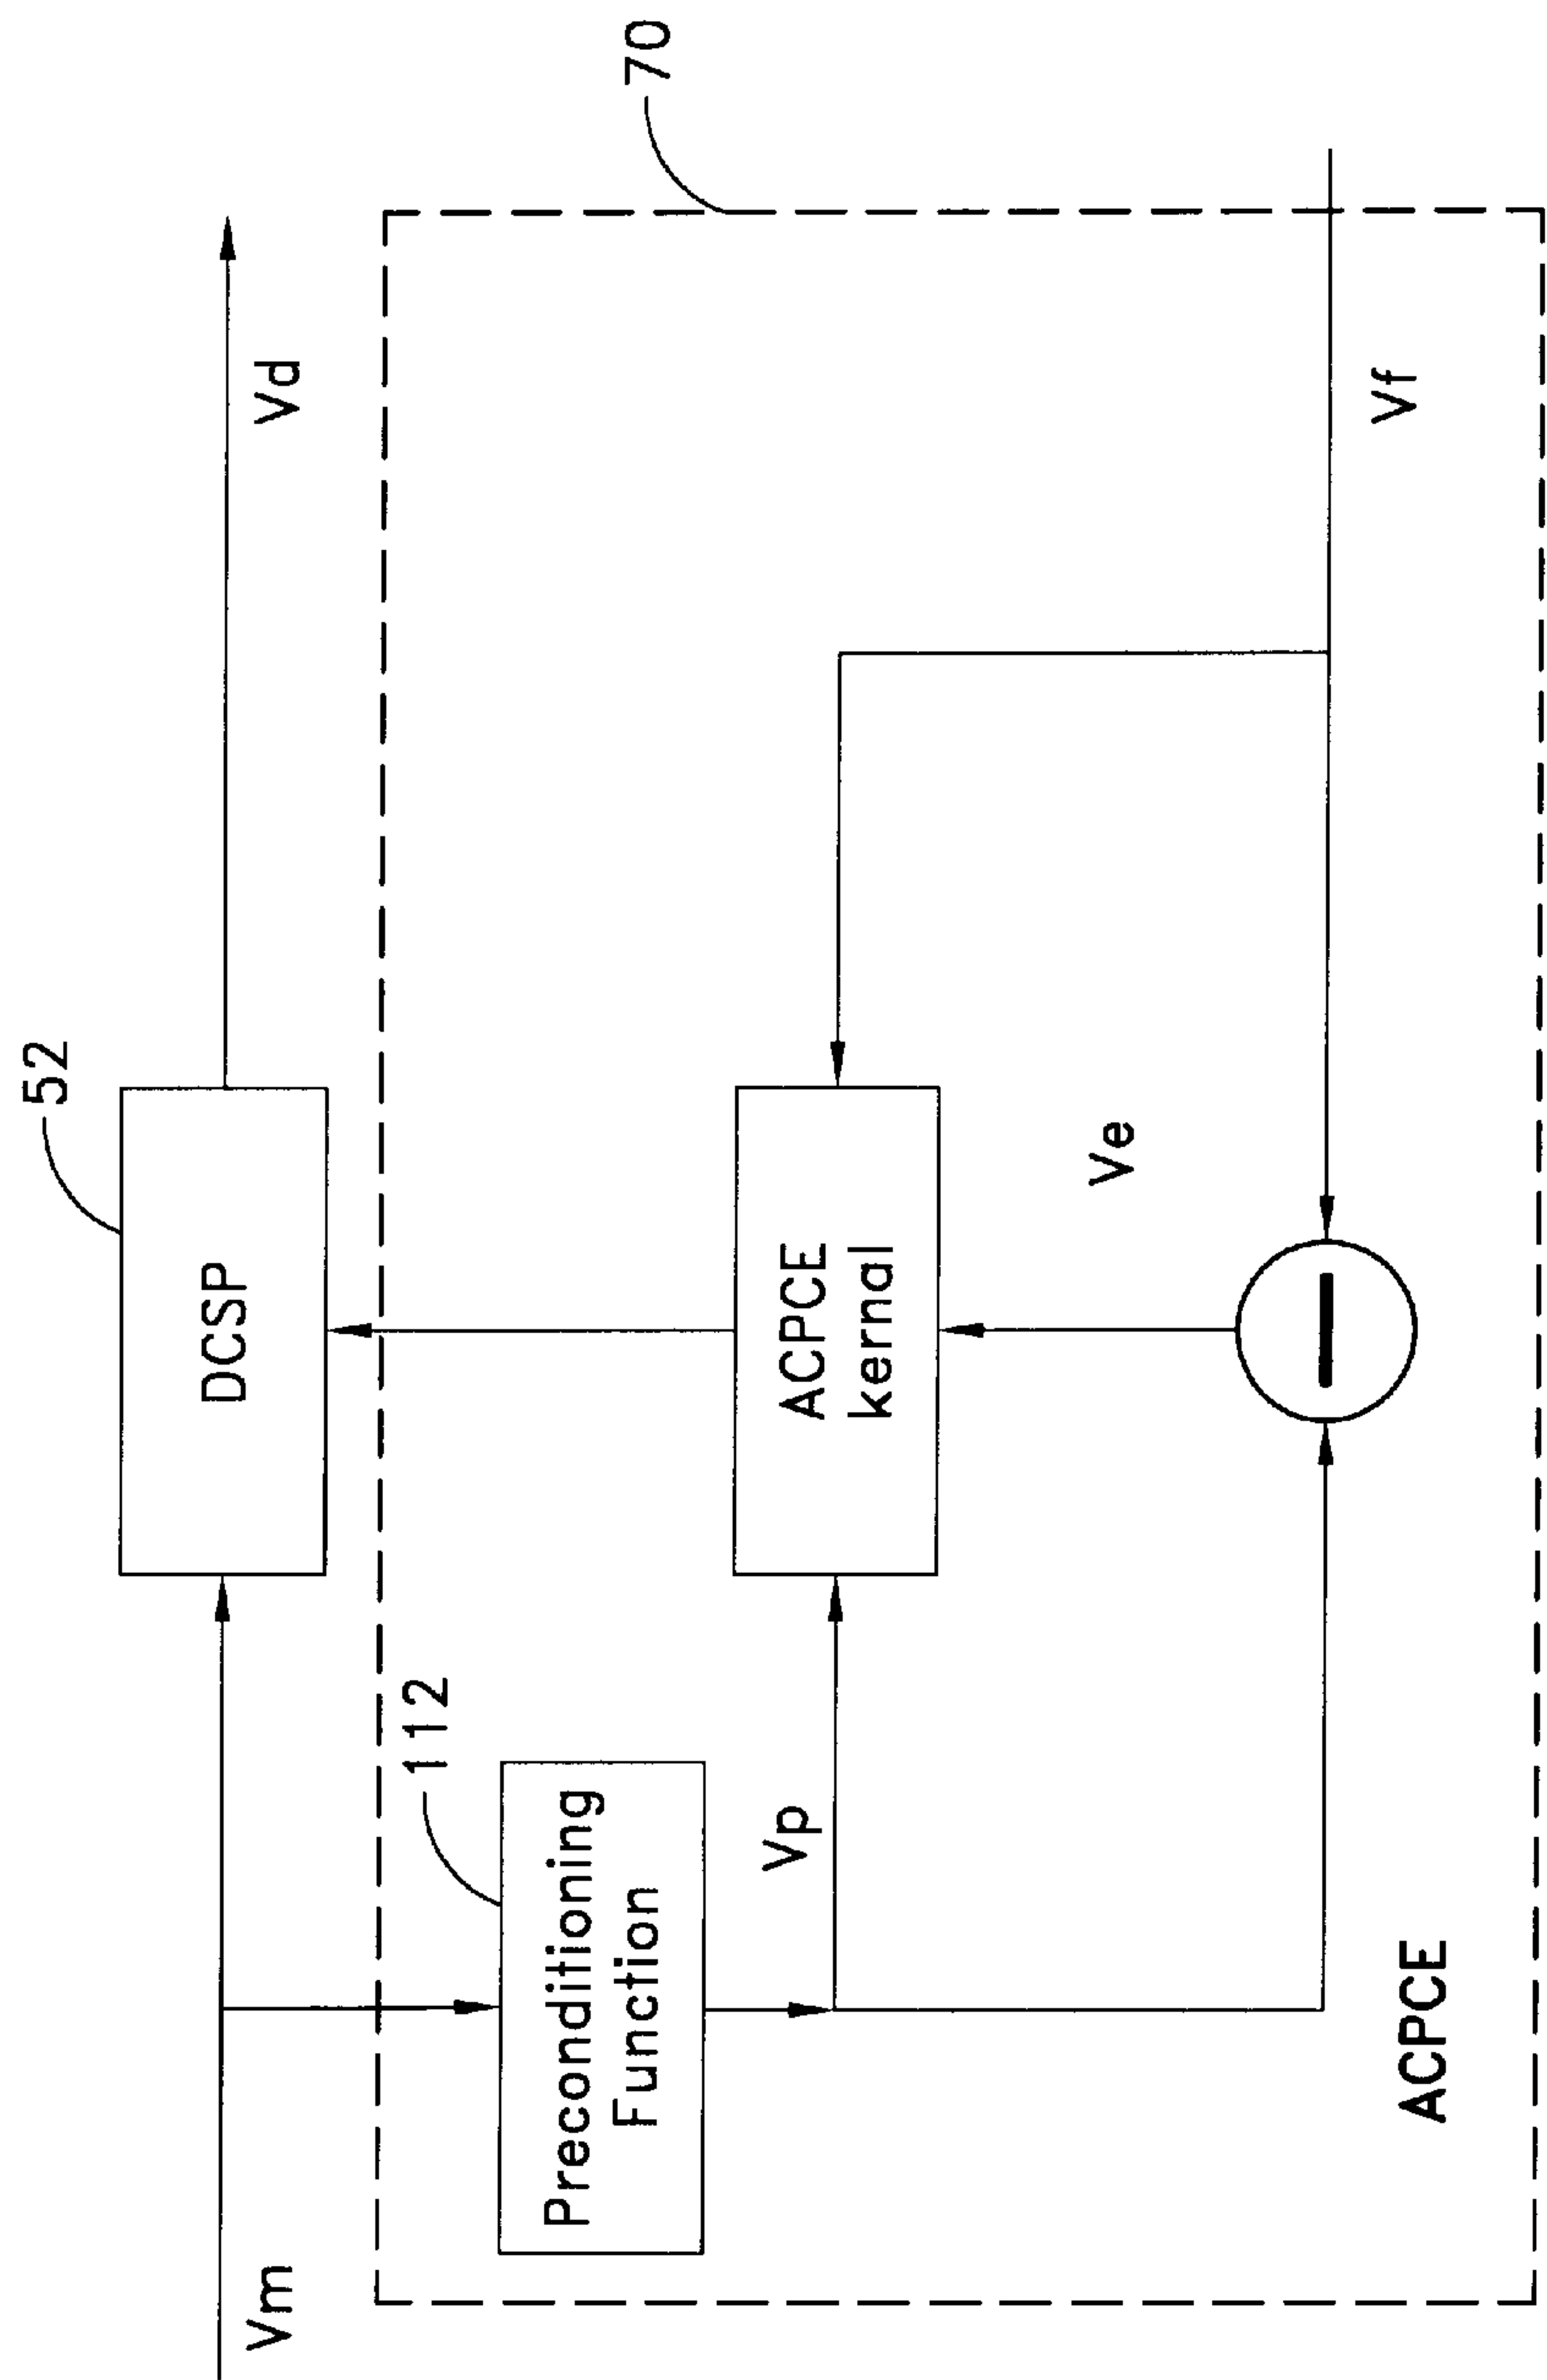 52
70
DCSP
Vm
Vd
112
Preconditioning
Function
Vp
ACPCE
kernal
Ve
Vf
ACPCE